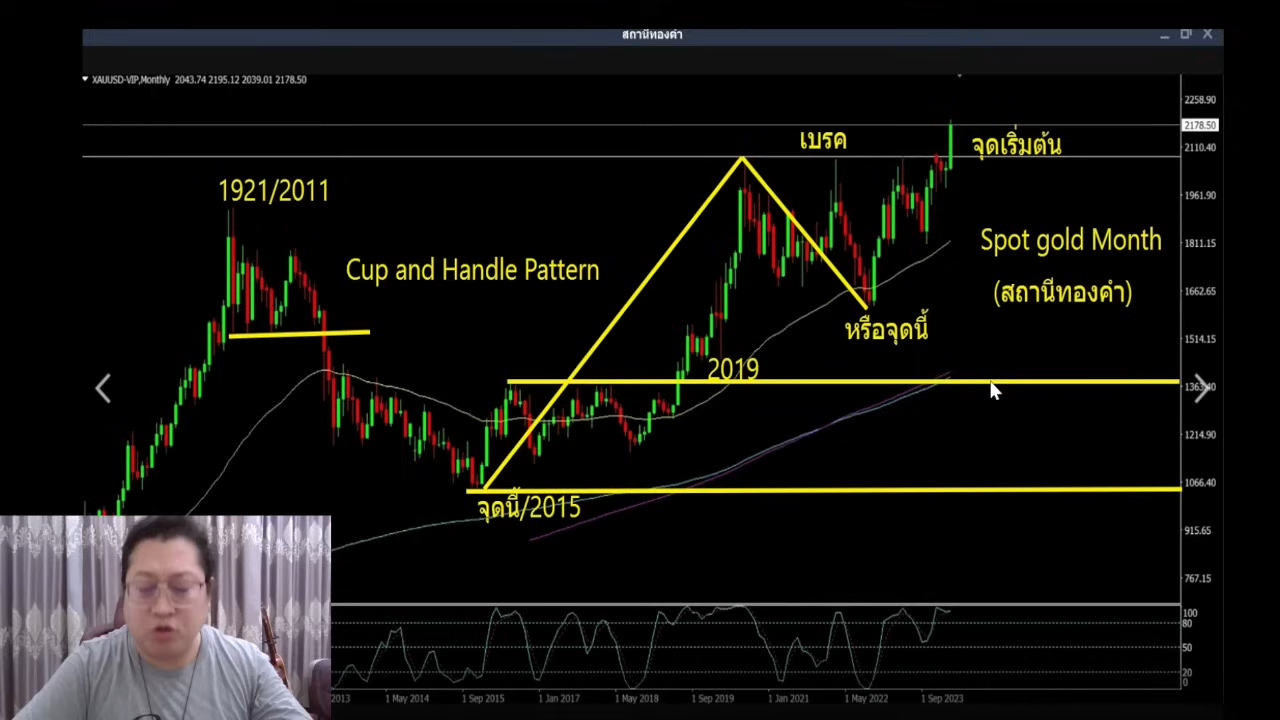 สถานีทองคำ
XAUUSD-VIP,Monthly 2043.74 2195.12 2039.01 2178.50
2258.90
2178.50
2110.40
1961.90
1811.15
1662.65
1514.15
1363.40
1214.90
1066.40
915.65
767.15
เบรค
จุดเริ่มต้น
1921/2011
Cup and Handle Pattern
Spot gold Month
(สถานีทองคำ)
หรือจุดนี้
2019
จุดนี้/2015
100
80
50
20
0
2013
1 May 2014
1 Sep 2015
1 Jan 2017
1 May 2018
1 Sep 2019
1 Jan 2021
1 May 2022
1 Sep 2023